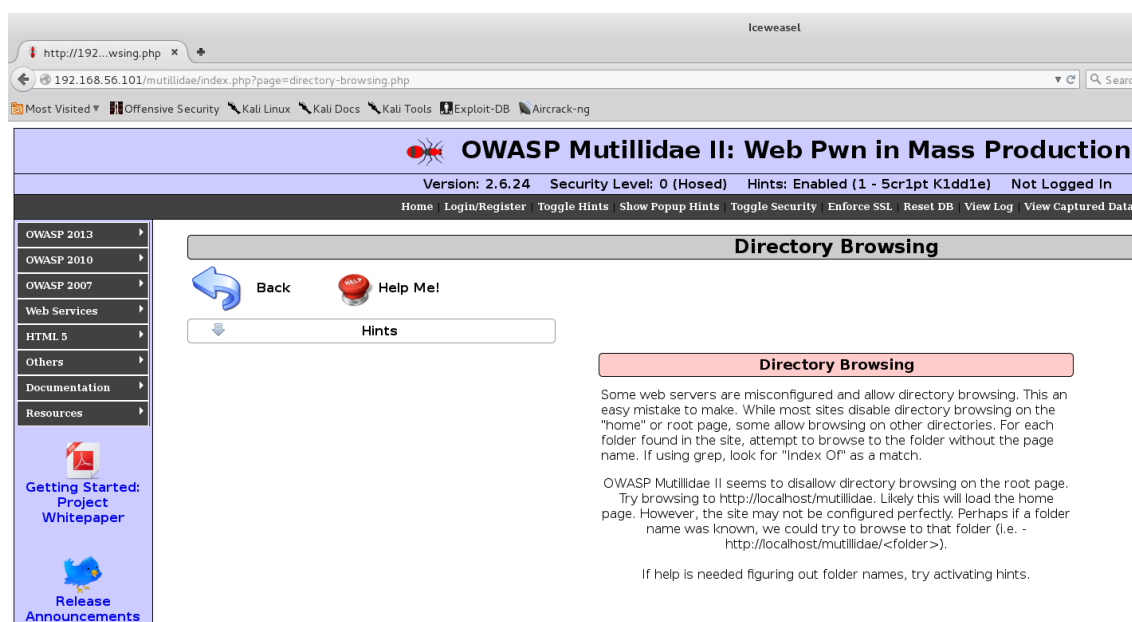 Iceweasel
http://192...wsing.php × +
192.168.56.101/mutillidae/index.php?page=directory-browsing.php
Most Visited Offensive Security Kali Linux Kali Docs Kali Tools Exploit-DB Aircrack-ng
OWASP Mutillidae II: Web Pwn in Mass Production
Version: 2.6.24 Security Level: 0 (Hosed) Hints: Enabled (1 - 5cr1pt K1dd1e) Not Logged In
Home | Login/Register | Toggle Hints | Show Popup Hints | Toggle Security | Enforce SSL | Reset DB | View Log | View Captured Data
OWASP 2013
OWASP 2010
OWASP 2007
Web Services
HTML 5
Others
Documentation
Resources
Getting Started:
Project
Whitepaper
Release
Announcements
Directory Browsing
Back
HELP
Help Me!
Hints
Directory Browsing
Some web servers are misconfigured and allow directory browsing. This an
easy mistake to make. While most sites disable directory browsing on the
"home" or root page, some allow browsing on other directories. For each
folder found in the site, attempt to browse to the folder without the page
name. If using grep, look for "Index Of" as a match.
OWASP Mutillidae II seems to disallow directory browsing on the root page.
Try browsing to http://localhost/mutillidae. Likely this will load the home
page. However, the site may not be configured perfectly. Perhaps if a folder
name was known, we could try to browse to that folder (i.e. -
http://localhost/mutillidae/<folder>).
If help is needed figuring out folder names, try activating hints.